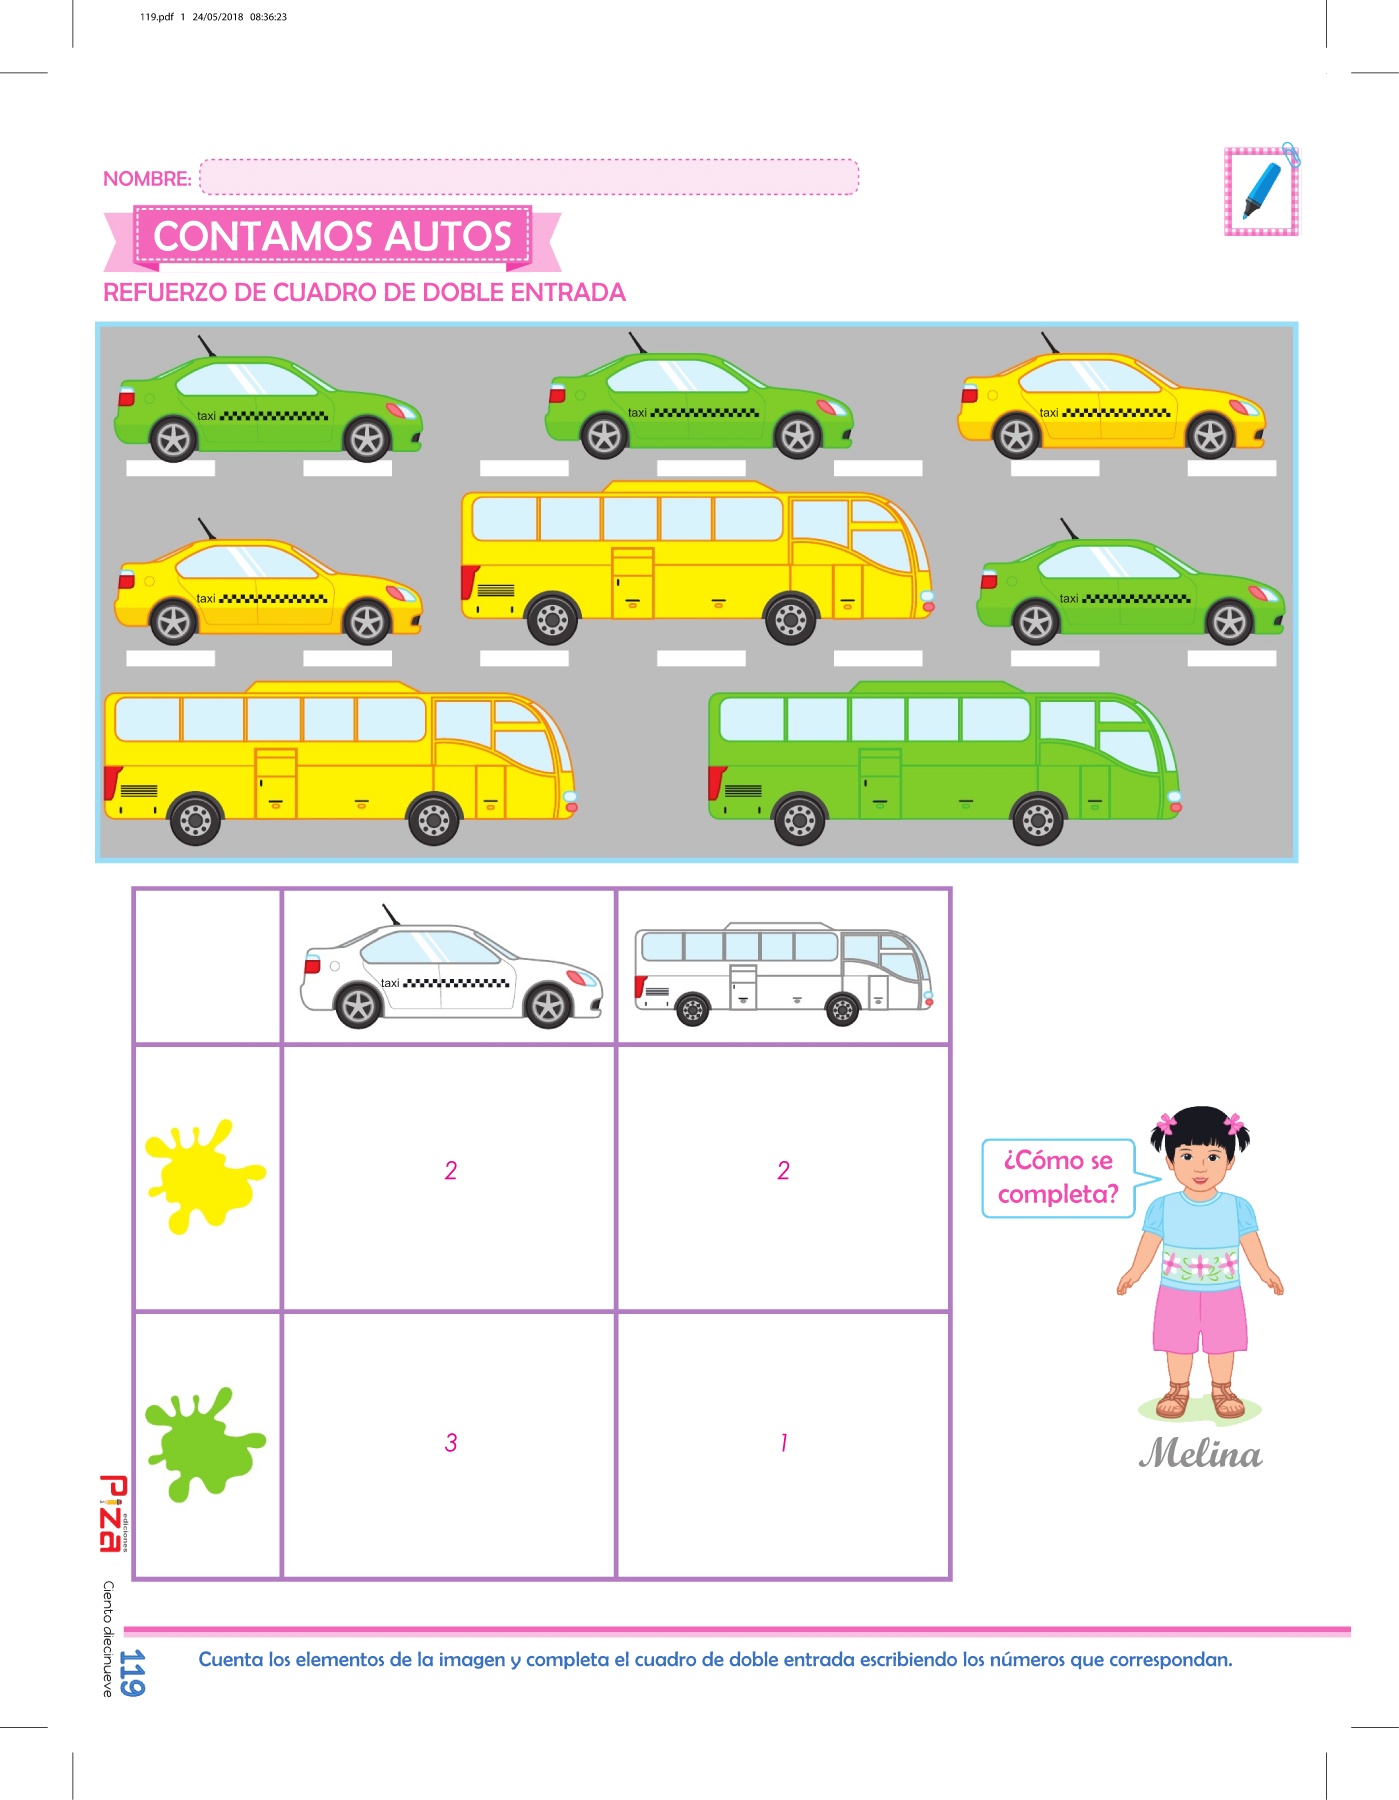 119.pdf 1 24/05/2018 08:36:23
NOMBRE:
CONTAMOS AUTOS
REFUERZO DE CUADRO DE DOBLE ENTRADA
taxi
taxi
taxi
taxi
taxi
taxi
2
2
¿Cómo se
completa?
3
1
Melina
Piza
ediciones
Ciento diecinueve
119
Cuenta los elementos de la imagen y completa el cuadro de doble entrada escribiendo los números que correspondan.